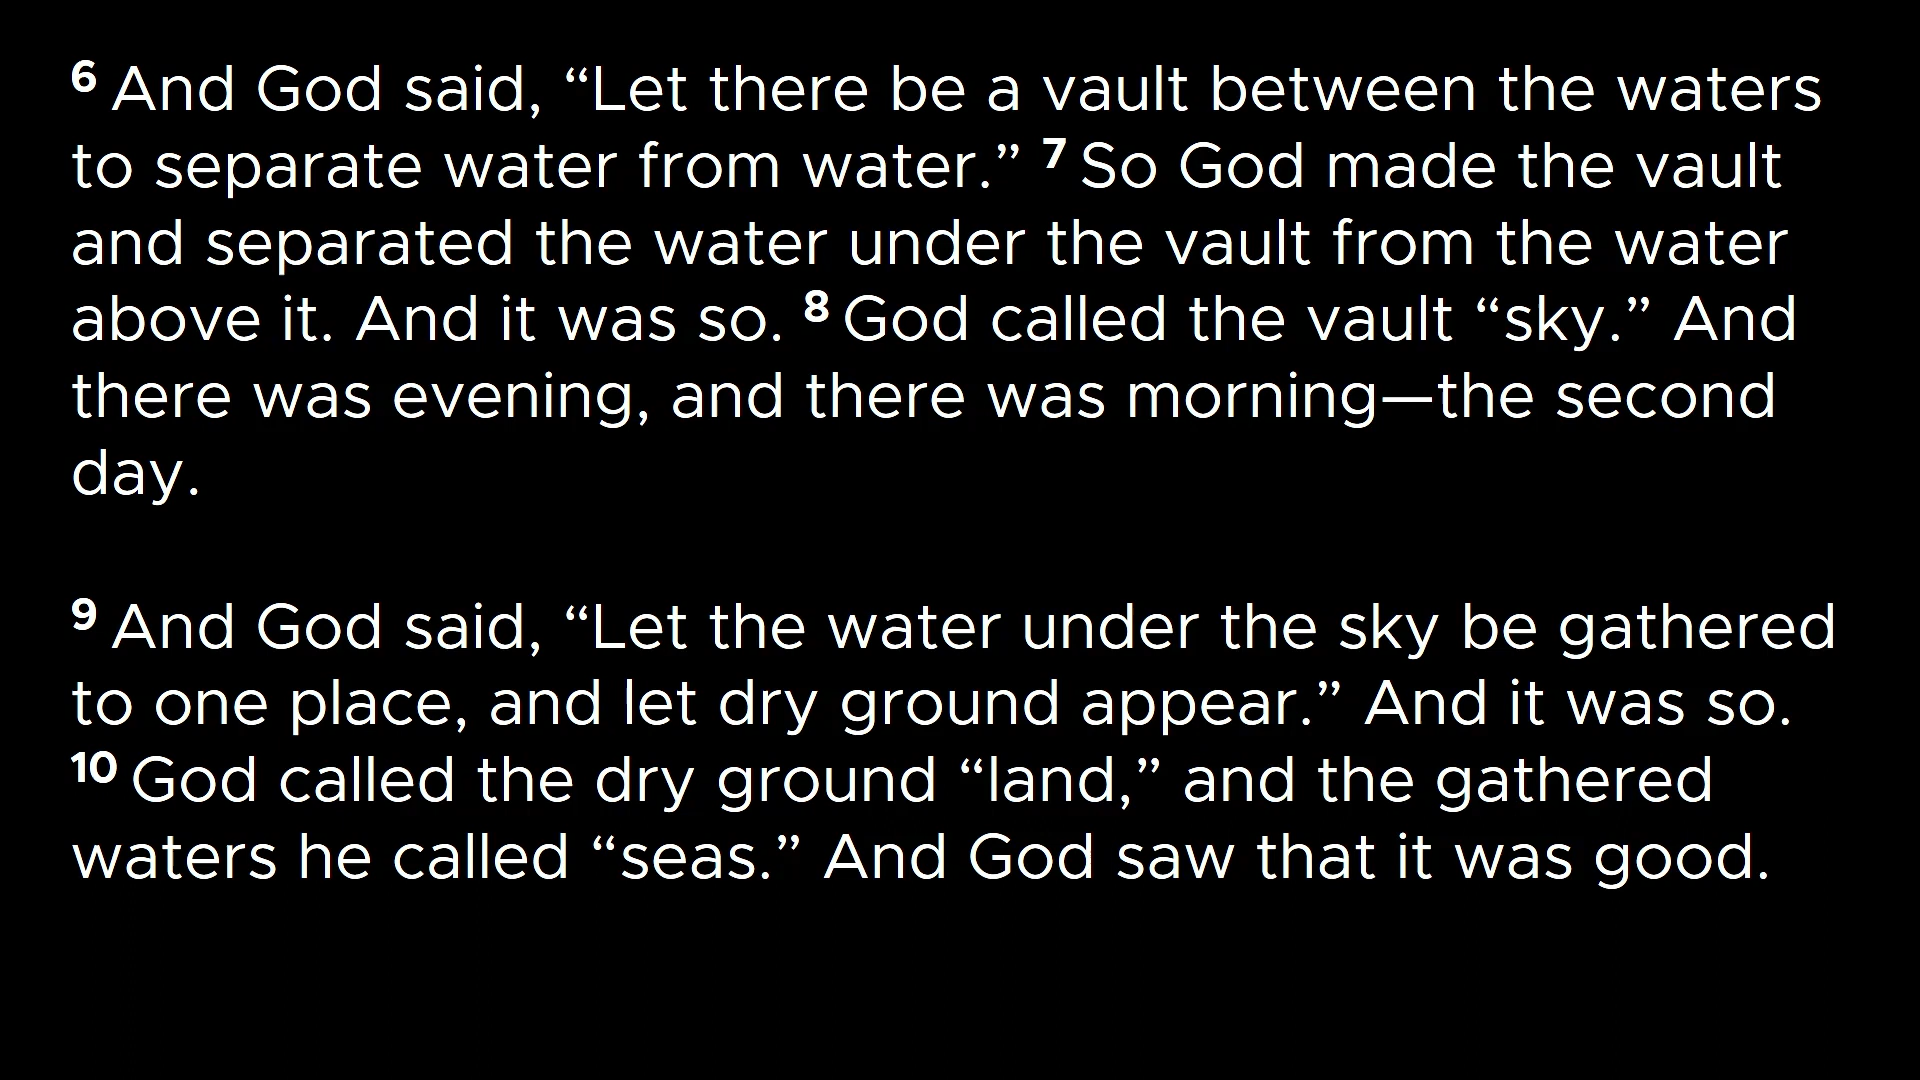 6 And God said, “Let there be a vault between the waters
to separate water from water.” 7 So God made the vault
and separated the water under the vault from the water
above it. And it was so. 8 God called the vault “sky.” And
there was evening, and there was morning—the second
day.
9 And God said, “Let the water under the sky be gathered
to one place, and let dry ground appear.” And it was so.
10 God called the dry ground “land,” and the gathered
waters he called “seas.” And God saw that it was good.